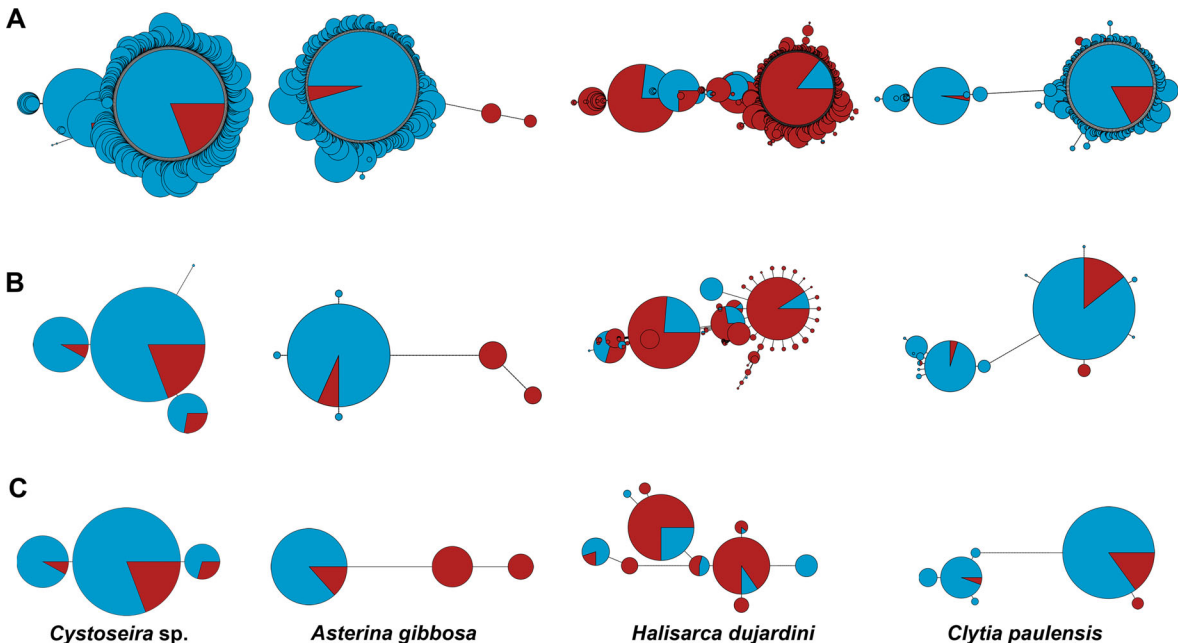 A
B
C
Cystoseira sp.
Asterina gibbosa
Halisarca dujardini
Clytia paulensis